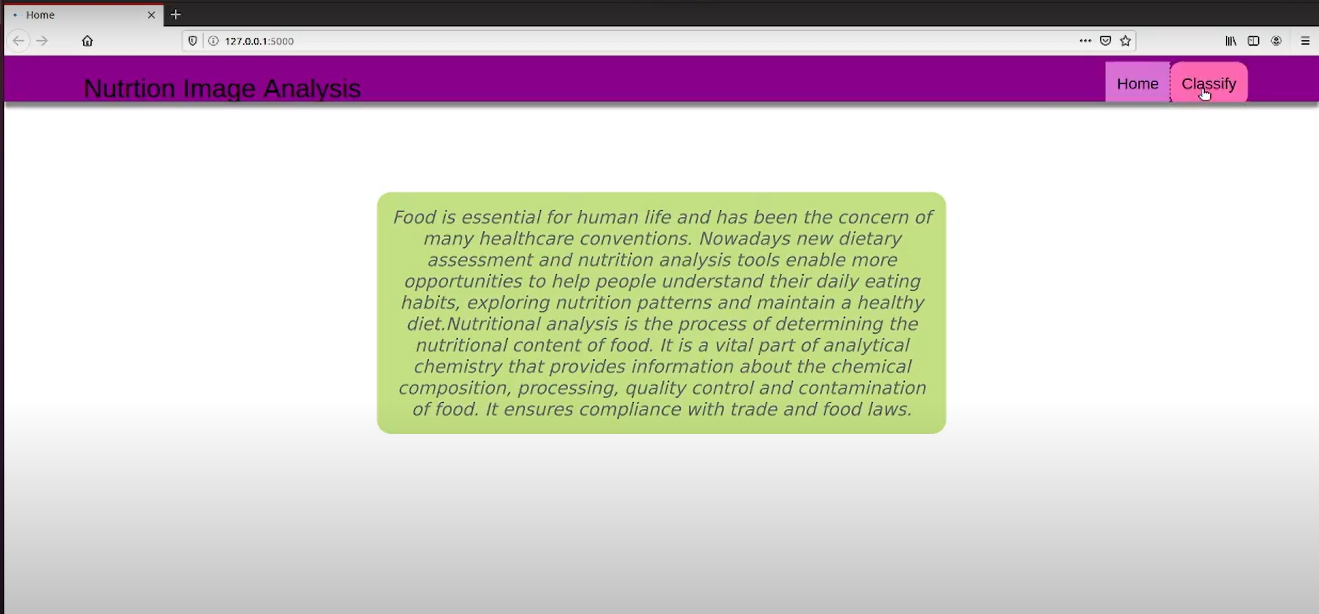 Home
127.0.0.1:5000
Nutrtion Image Analysis
Home
Classify
Food is essential for human life and has been the concern of
many healthcare conventions. Nowadays new dietary
assessment and nutrition analysis tools enable more
opportunities to help people understand their daily eating
habits, exploring nutrition patterns and maintain a healthy
diet.Nutritional analysis is the process of determining the
nutritional content of food. It is a vital part of analytical
chemistry that provides information about the chemical
composition, processing, quality control and contamination
of food. It ensures compliance with trade and food laws.